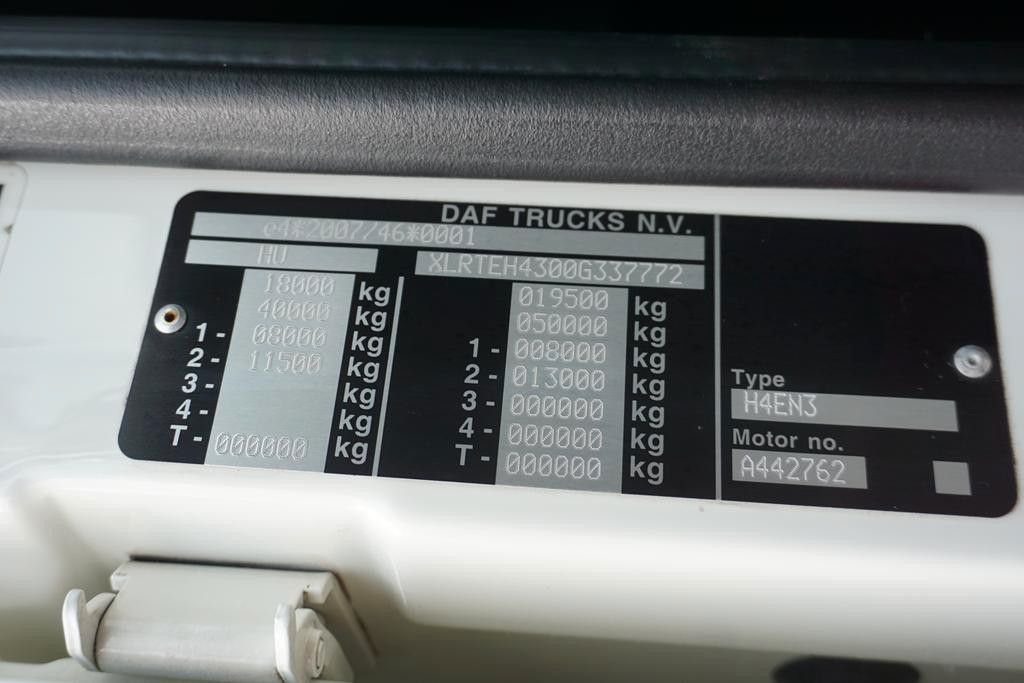 DAF TRUCKS N.V.
e4*2007/46*0001
HU XLRTEH4300G337772
18000 kg 019500 kg
40000 kg 050000 kg
1- 08000 kg 1- 008000 kg
2- 11500 kg 2- 013000 kg
3- kg 3- 000000 kg
4- kg 4- 000000 kg
T- 000000 kg T- 000000 kg
Type
H4EN3
Motor no.
A442762